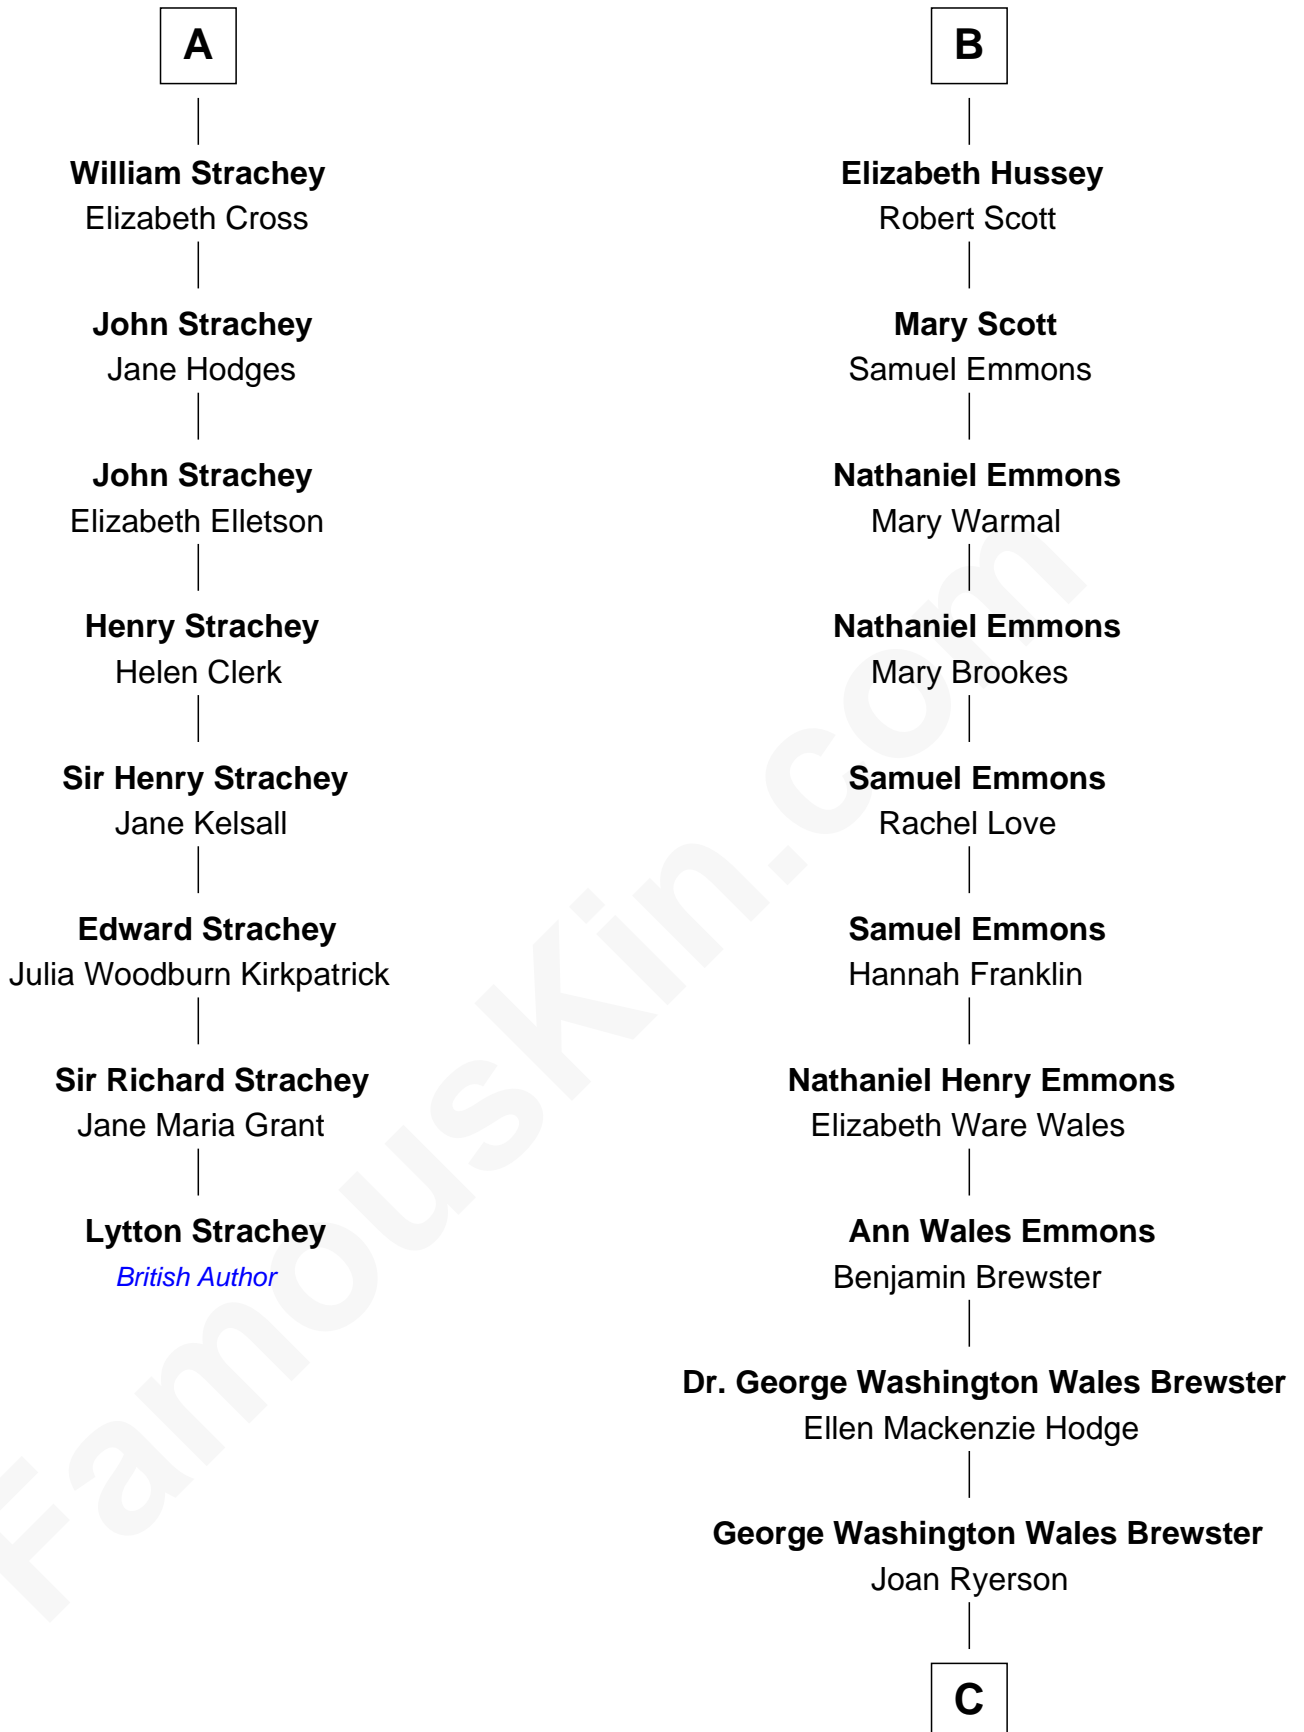 A
William Strachey
Elizabeth Cross
John Strachey
Jane Hodges
John Strachey
Elizabeth Elletson
Henry Strachey
Helen Clerk
Sir Henry Strachey
Jane Kelsall
Edward Strachey
Julia Woodburn Kirkpatrick
Sir Richard Strachey
Jane Maria Grant
Lytton Strachey
British Author
B
Elizabeth Hussey
Robert Scott
Mary Scott
Samuel Emmons
Nathaniel Emmons
Mary Warmal
Nathaniel Emmons
Mary Brookes
Samuel Emmons
Rachel Love
Samuel Emmons
Hannah Franklin
Nathaniel Henry Emmons
Elizabeth Ware Wales
Ann Wales Emmons
Benjamin Brewster
Dr. George Washington Wales Brewster
Ellen Mackenzie Hodge
George Washington Wales Brewster
Joan Ryerson
C
FamousKin.com